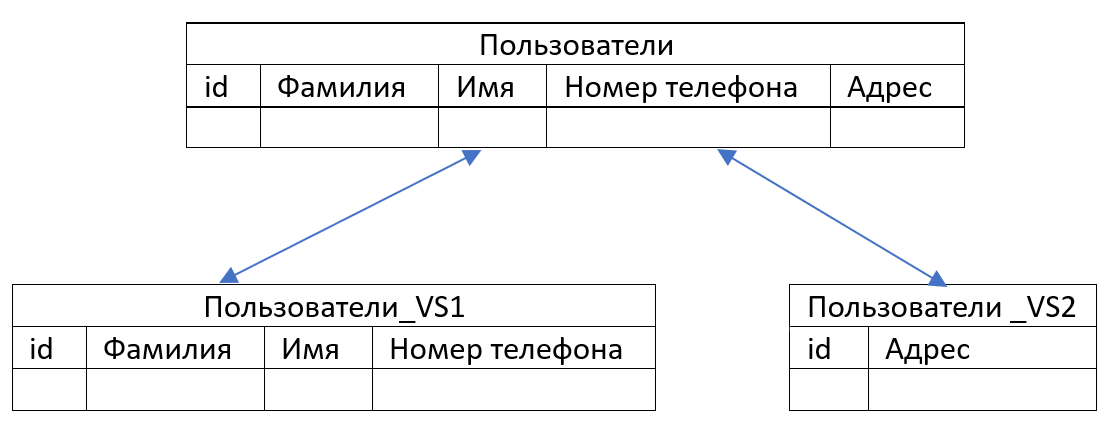 Пользователи
id Фамилия Имя Номер телефона Адрес
Пользователи_VS1
id Фамилия Имя Номер телефона
Пользователи _VS2
id Адрес